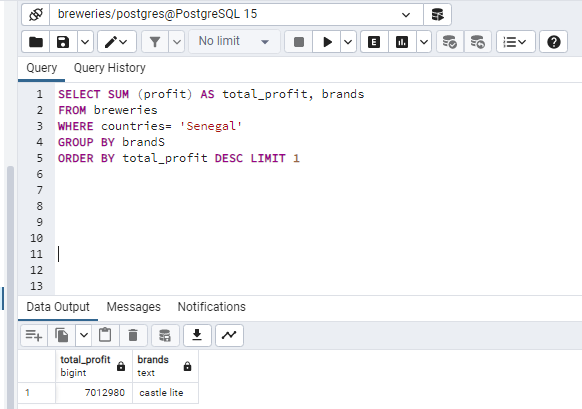 breweries/postgres@PostgreSQL 15
No limit
E
Query Query History
1 SELECT SUM (profit) AS total_profit, brands
2 FROM breweries
3 WHERE countries= 'Senegal'
4 GROUP BY brandS
5 ORDER BY total_profit DESC LIMIT 1
6
7
8
9
10
11
12
13
Data Output Messages Notifications
total_profit brands
bigint text
1 7012980 castle lite